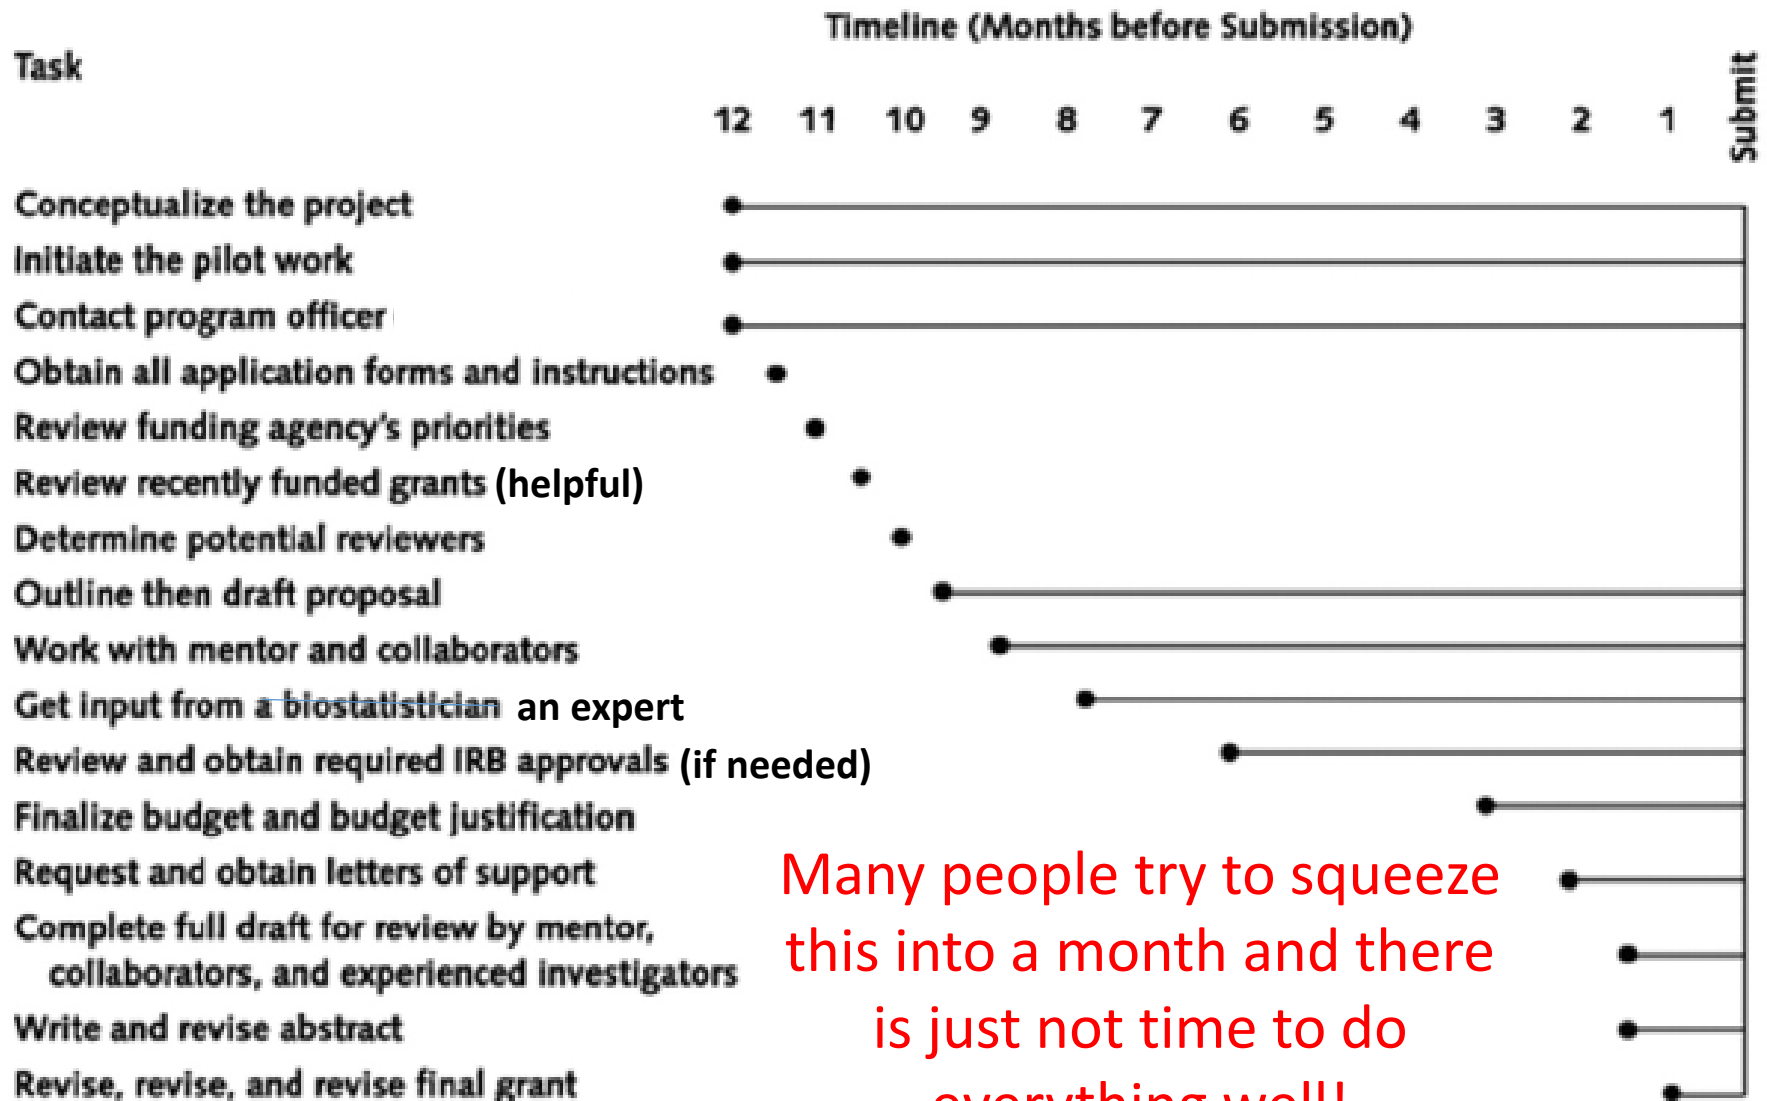 Timeline (Months before Submission)
Task
12 11 10 9 8 7 6 5 4 3 2 1 Submit
Conceptualize the project
Initiate the pilot work
Contact program officer
Obtain all application forms and instructions
Review funding agency's priorities
Review recently funded grants (helpful)
Determine potential reviewers
Outline then draft proposal
Work with mentor and collaborators
Get input from a biostatistician an expert
Review and obtain required IRB approvals (if needed)
Finalize budget and budget justification
Request and obtain letters of support
Complete full draft for review by mentor,
collaborators, and experienced investigators
Write and revise abstract
Revise, revise, and revise final grant
Many people try to squeeze
this into a month and there
is just not time to do
everything well!